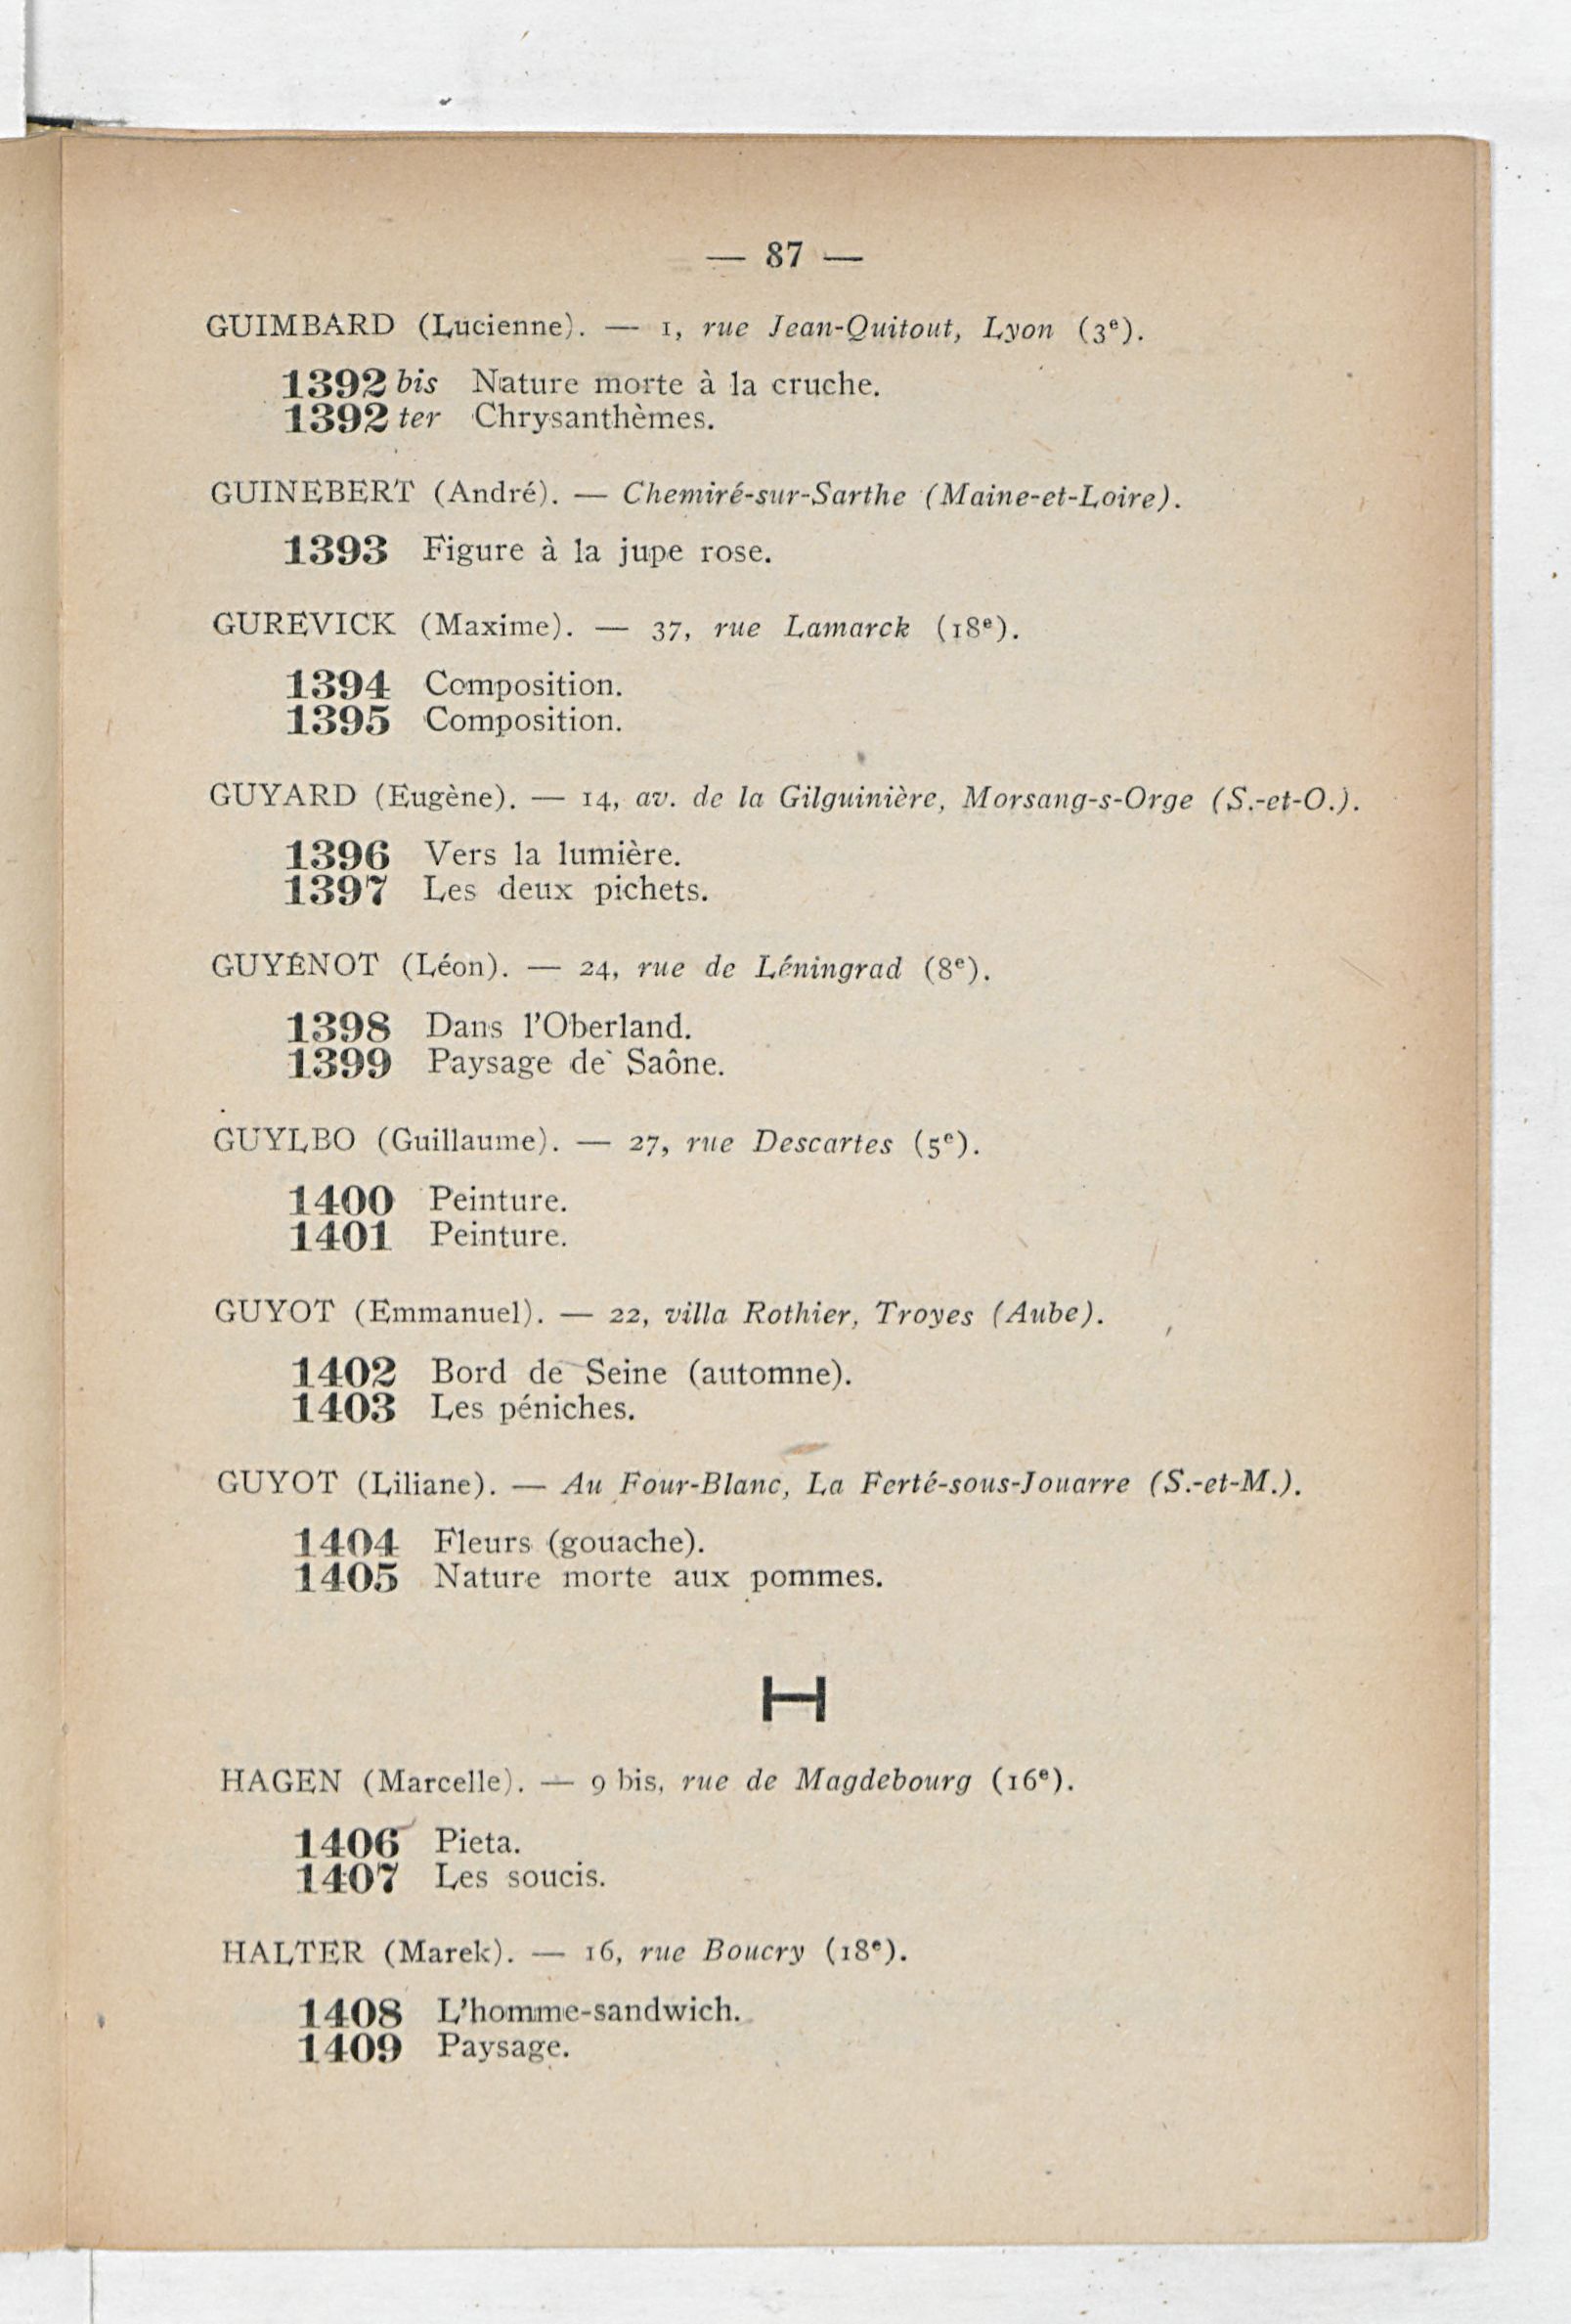 — 87 —
GUIMBARD (Lucienne). — 1, rue Jean-Quitout, Lyon (3e).
1392 bis Nature morte à la cruche.
1392 ter Chrysanthèmes.
GUINEBERT (André). — Chemiré-sur-Sarthe (Maine-et-Loire).
1393 Figure à la jupe rose.
GUREVICK (Maxime). — 37, rue Lamarck (18e).
1394 Composition.
1395 Composition.
GUYARD (Eugène). — 14, av. de la Gilguinière, Morsang-s-Orge (S.-et-O.).
1396 Vers la lumière.
1397 Les deux pichets.
GUYÉNOT (Léon). — 24, rue de Léningrad (8e).
1398 Dans l'Oberland.
1399 Paysage de Saône.
GUYLBO (Guillaume). — 27, rue Descartes (5e).
1400 Peinture.
1401 Peinture.
GUYOT (Emmanuel). — 22, villa Rothier, Troyes (Aube).
1402 Bord de Seine (automne).
1403 Les péniches.
GUYOT (Liliane). — Au Four-Blanc, La Ferté-sous-Jouarre (S.-et-M.).
1404 Fleurs (gouache).
1405 Nature morte aux pommes.
H
HAGEN (Marcelle). — 9 bis, rue de Magdebourg (16e).
1406 Pieta.
1407 Les soucis.
HALTER (Marek). — 16, rue Boucry (18e).
1408 L'homme-sandwich.
1409 Paysage.